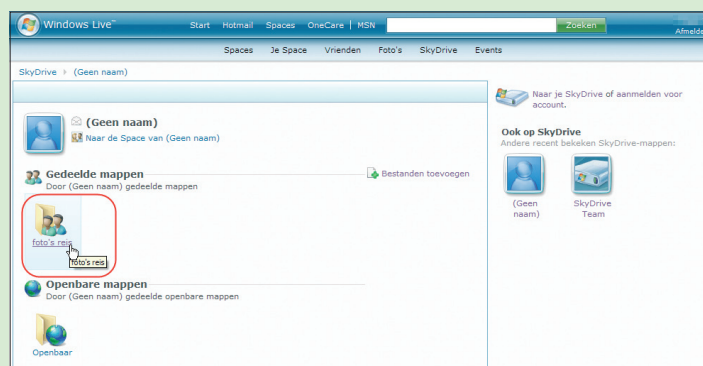 Windows Live™ Start Hotmail Spaces OneCare | MSN Zoeken
Afmelde
Spaces Je Space Vrienden Foto's SkyDrive Events
SkyDrive (Geen naam)
(Geen naam)
Naar de Space van (Geen naam)
Gedeelde mappen
Door (Geen naam) gedeelde mappen
Bestanden toevoegen
foto's reis
foto's reis
Openbare mappen
Door (Geen naam) gedeelde openbare mappen
Openbaar
Naar je SkyDrive of aanmelden voor
account.
Ook op SkyDrive
Andere recent bekeken SkyDrive-mappen:
(Geen
naam)
SkyDrive
Team